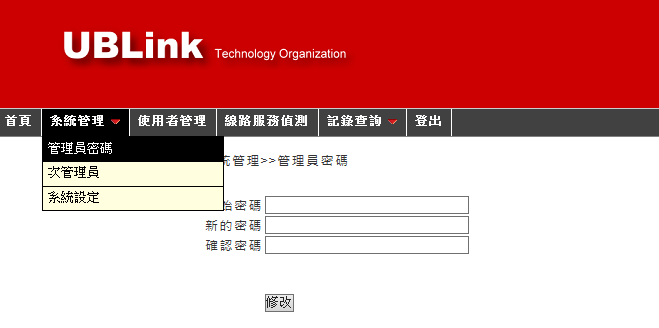 UBLink Technology Organization
首頁 系統管理 使用者管理 線路服務偵測 記錄查詢 登出
管理員密碼
統管理>>管理員密碼
次管理員
系統設定
始密碼
新的密碼
確認密碼
修改